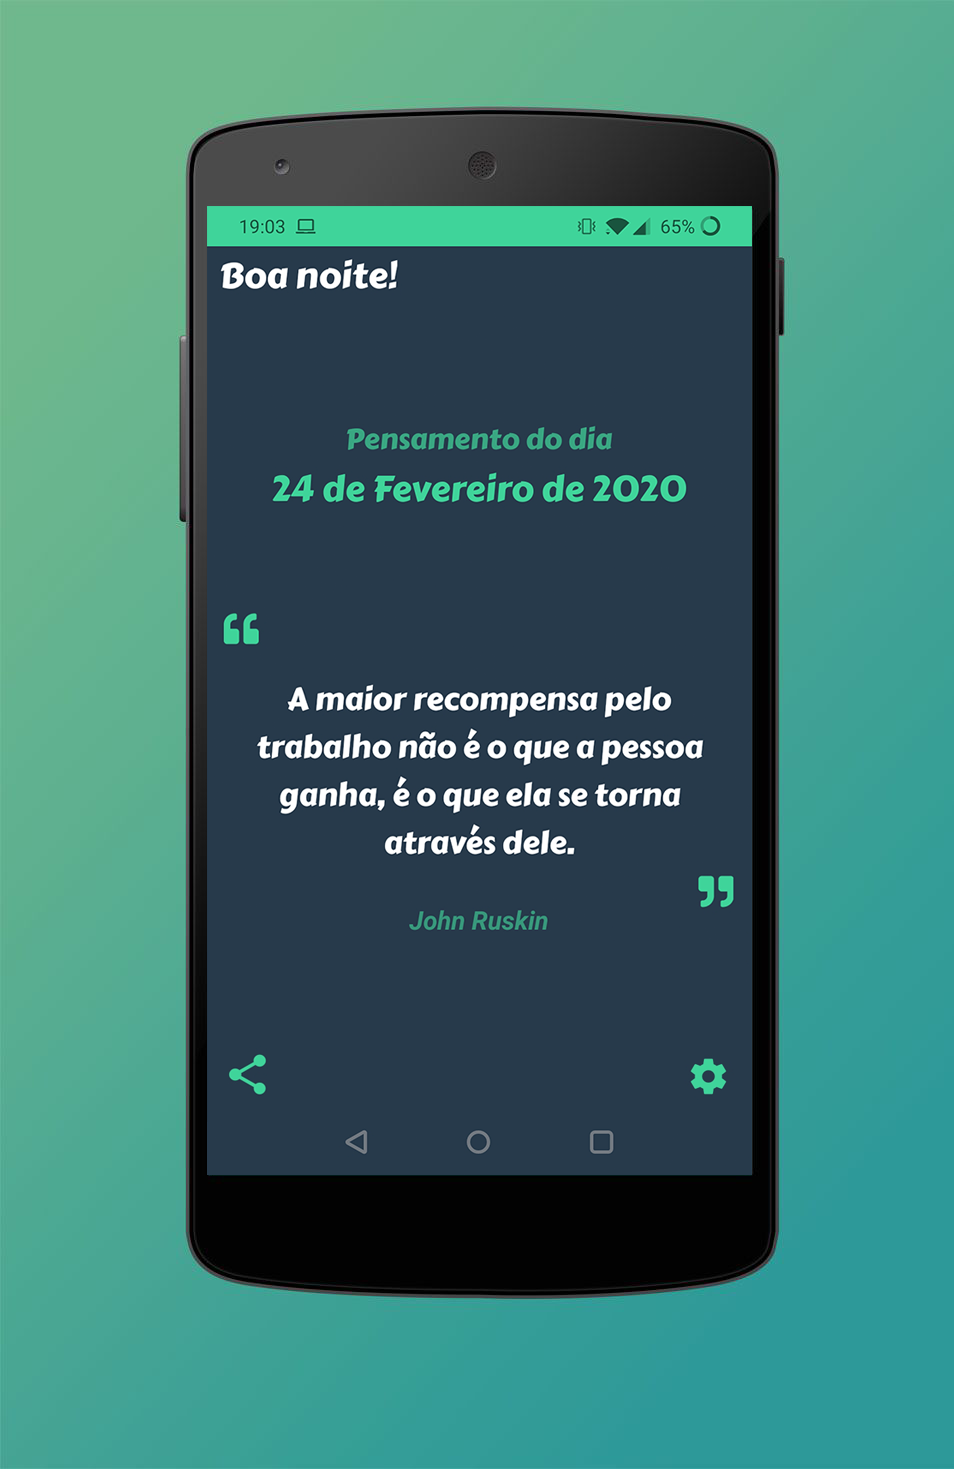 19:03 65%
Boa noite!
Pensamento do dia
24 de Fevereiro de 2020
“
A maior recompensa pelo
trabalho não é o que a pessoa
ganha, é o que ela se torna
através dele.
”
John Ruskin